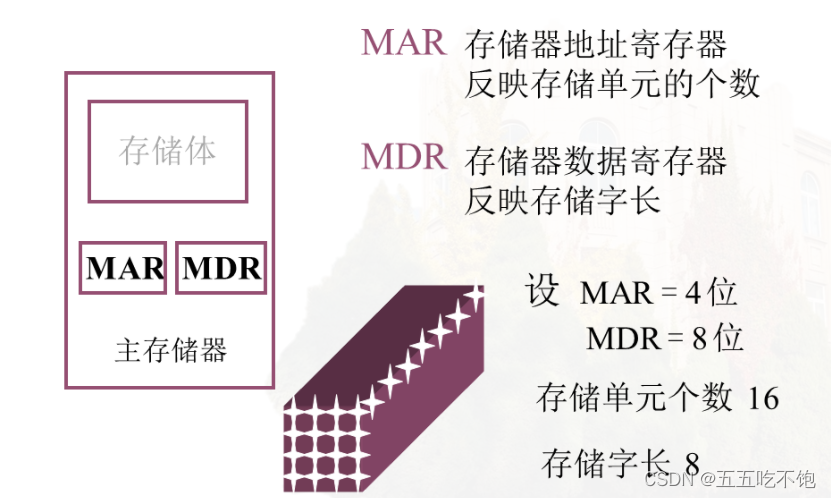 MAR 存储器地址寄存器
反映存储单元的个数
存储体
MDR 存储器数据寄存器
反映存储字长
MAR MDR
主存储器
设 MAR = 4 位
MDR = 8 位
存储单元个数 16
存储字长 8
CSDN @五五吃不饱